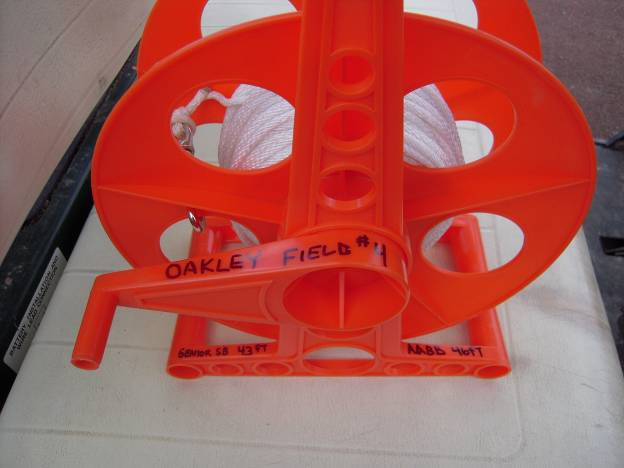 OAKLEY FIELD #4
SENIOR SB 43 FT
AABB 46 FT